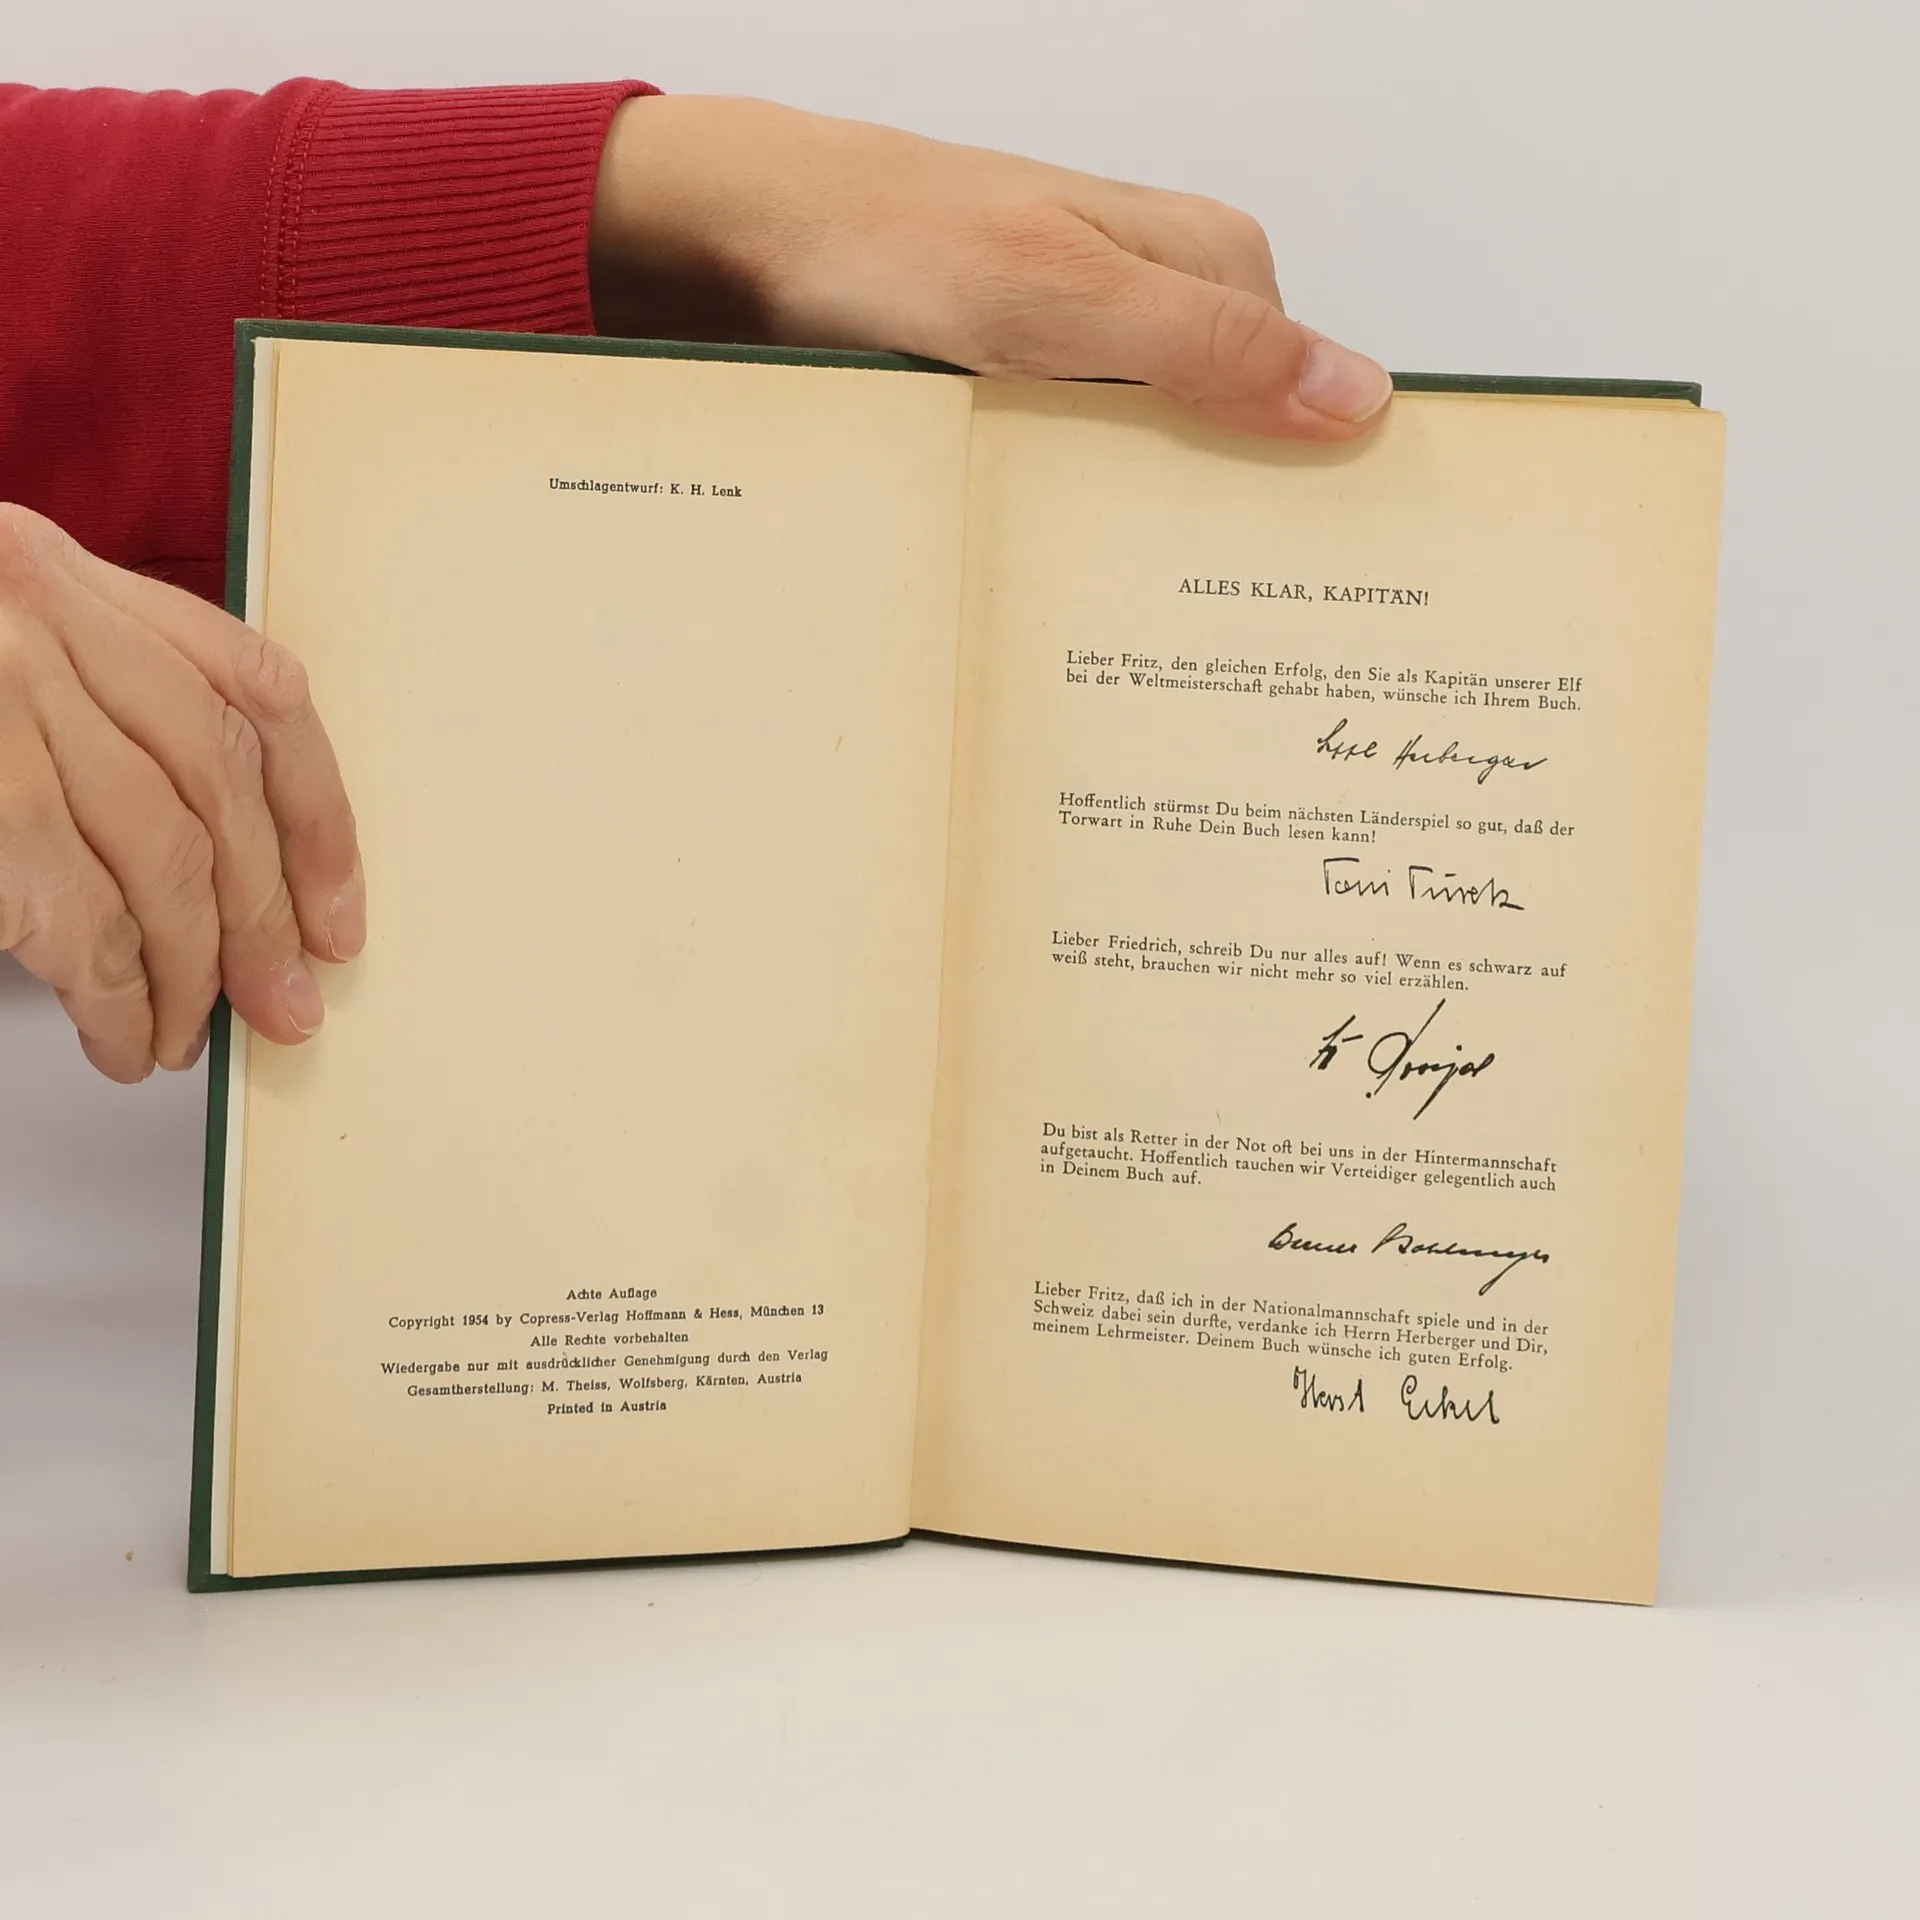 Umschlagentwurf: K. H. Lenk
Achte Auflage
Copyright 1954 by Copress-Verlag Hoffmann & Hess, München 13
Alle Rechte vorbehalten
Wiedergabe nur mit ausdrücklicher Genehmigung durch den Verlag
Gesamtherstellung: M. Theiss, Wolfsberg, Kärnten, Austria
Printed in Austria
ALLES KLAR, KAPITÄN!
Lieber Fritz, den gleichen Erfolg, den Sie als Kapitän unserer Elf
bei der Weltmeisterschaft gehabt haben, wünsche ich Ihrem Buch.
Herberger
Hoffentlich stürmst Du beim nächsten Länderspiel so gut, daß der
Torwart in Ruhe Dein Buch lesen kann!
Toni Turek
Lieber Friedrich, schreib Du nur alles auf! Wenn es schwarz auf
weiß steht, brauchen wir nicht mehr so viel erzählen.
Du bist als Retter in der Not oft bei uns in der Hintermannschaft
aufgetaucht. Hoffentlich tauchen wir Verteidiger gelegentlich auch
in Deinem Buch auf.
Werner Kohlmeyer
Lieber Fritz, daß ich in der Nationalmannschaft spiele und in der
Schweiz dabei sein durfte, verdanke ich Herrn Herberger und Dir,
meinem Lehrmeister. Deinem Buch wünsche ich guten Erfolg.
Horst Eckel